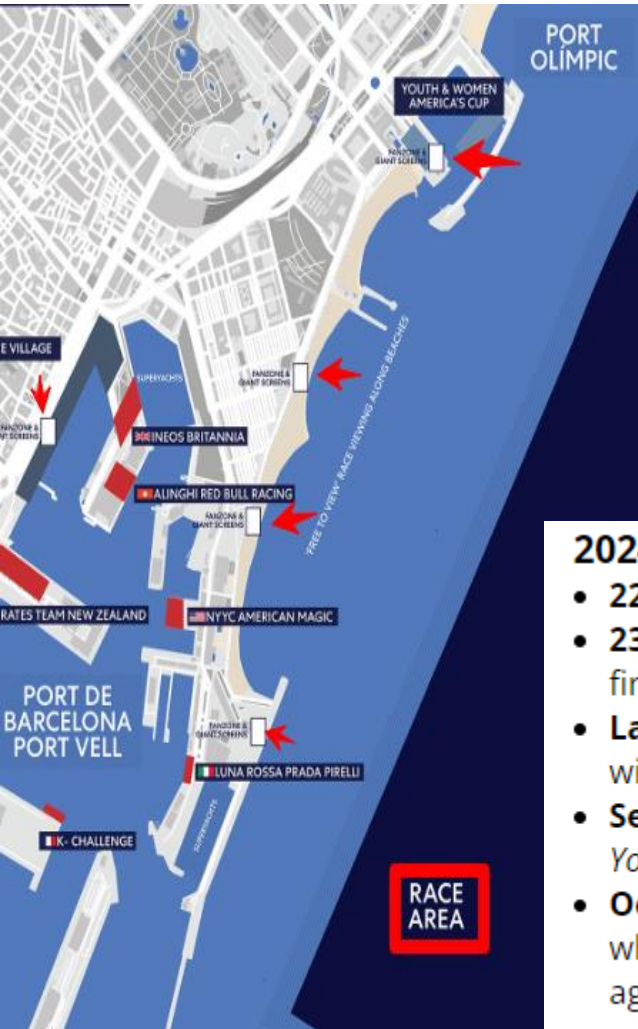 PORT
OLÍMPIC
YOUTH & WOMEN
AMERICA'S CUP
FANZONE &
GIANT SCREENS
E VILLAGE
SUPERYACHTS
FANZONE &
GIANT SCREENS
FANZONE &
NT SCREENS
INEOS BRITANNIA
'FREE TO VIEW' RACE VIEWING ALONG BEACHES
ALINGHI RED BULL RACING
FANZONE &
GIANT SCREENS
RATES TEAM NEW ZEALAND
NYYC AMERICAN MAGIC
PORT DE
BARCELONA
PORT VELL
FANZONE &
GIANT SCREENS
LUNA ROSSA PRADA PIRELLI
SUPERYACHTS
K- CHALLENGE
RACE
AREA
202
22
23
fin
La
wi
Se
Yo
O
wh
ag